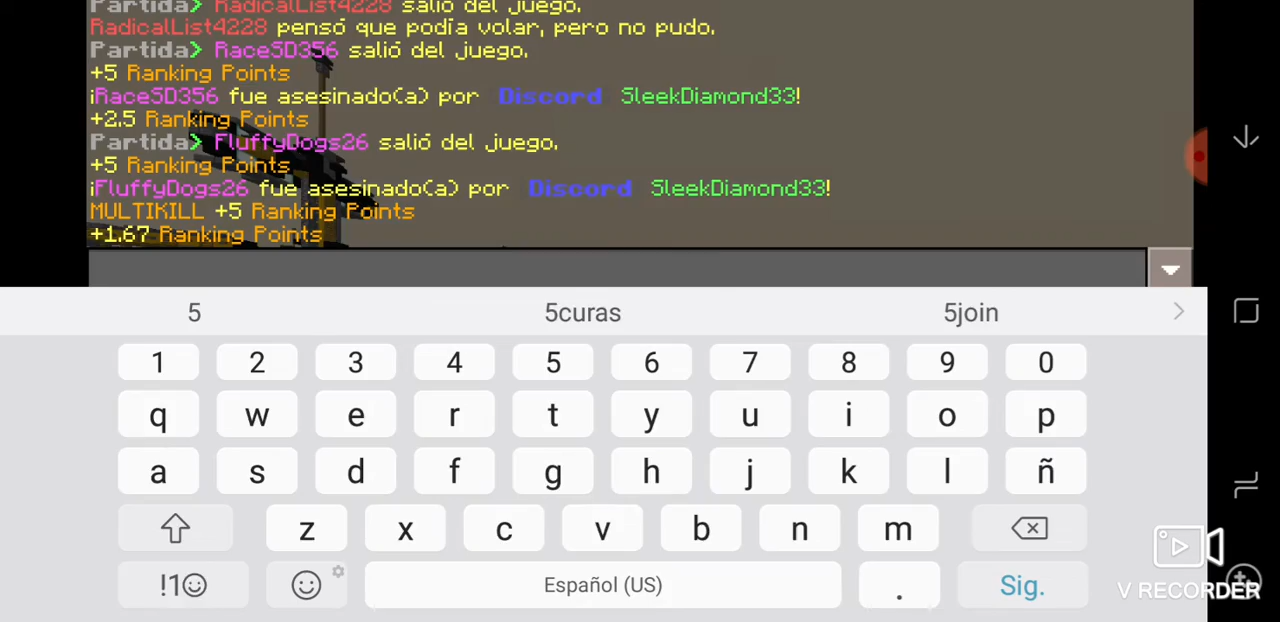 Partida> RadicalList4228 salió del juego.
RadicalList4228 pensó que podía volar, pero no pudo.
Partida> RaceSD356 salió del juego.
+5 Ranking Points
¡RaceSD356 fue asesinado(a) por Discord SleekDiamond33!
+2.5 Ranking Points
Partida> FluffyDogs26 salió del juego.
+5 Ranking Points
¡FluffyDogs26 fue asesinado(a) por Discord SleekDiamond33!
MULTIKILL +5 Ranking Points
+1.67 Ranking Points
5 5curas 5join
1 2 3 4 5 6 7 8 9 0
q w e r t y u i o p
a s d f g h j k l ñ
z x c v b n m
!1☺ Español (US) . Sig.
V RECORDER